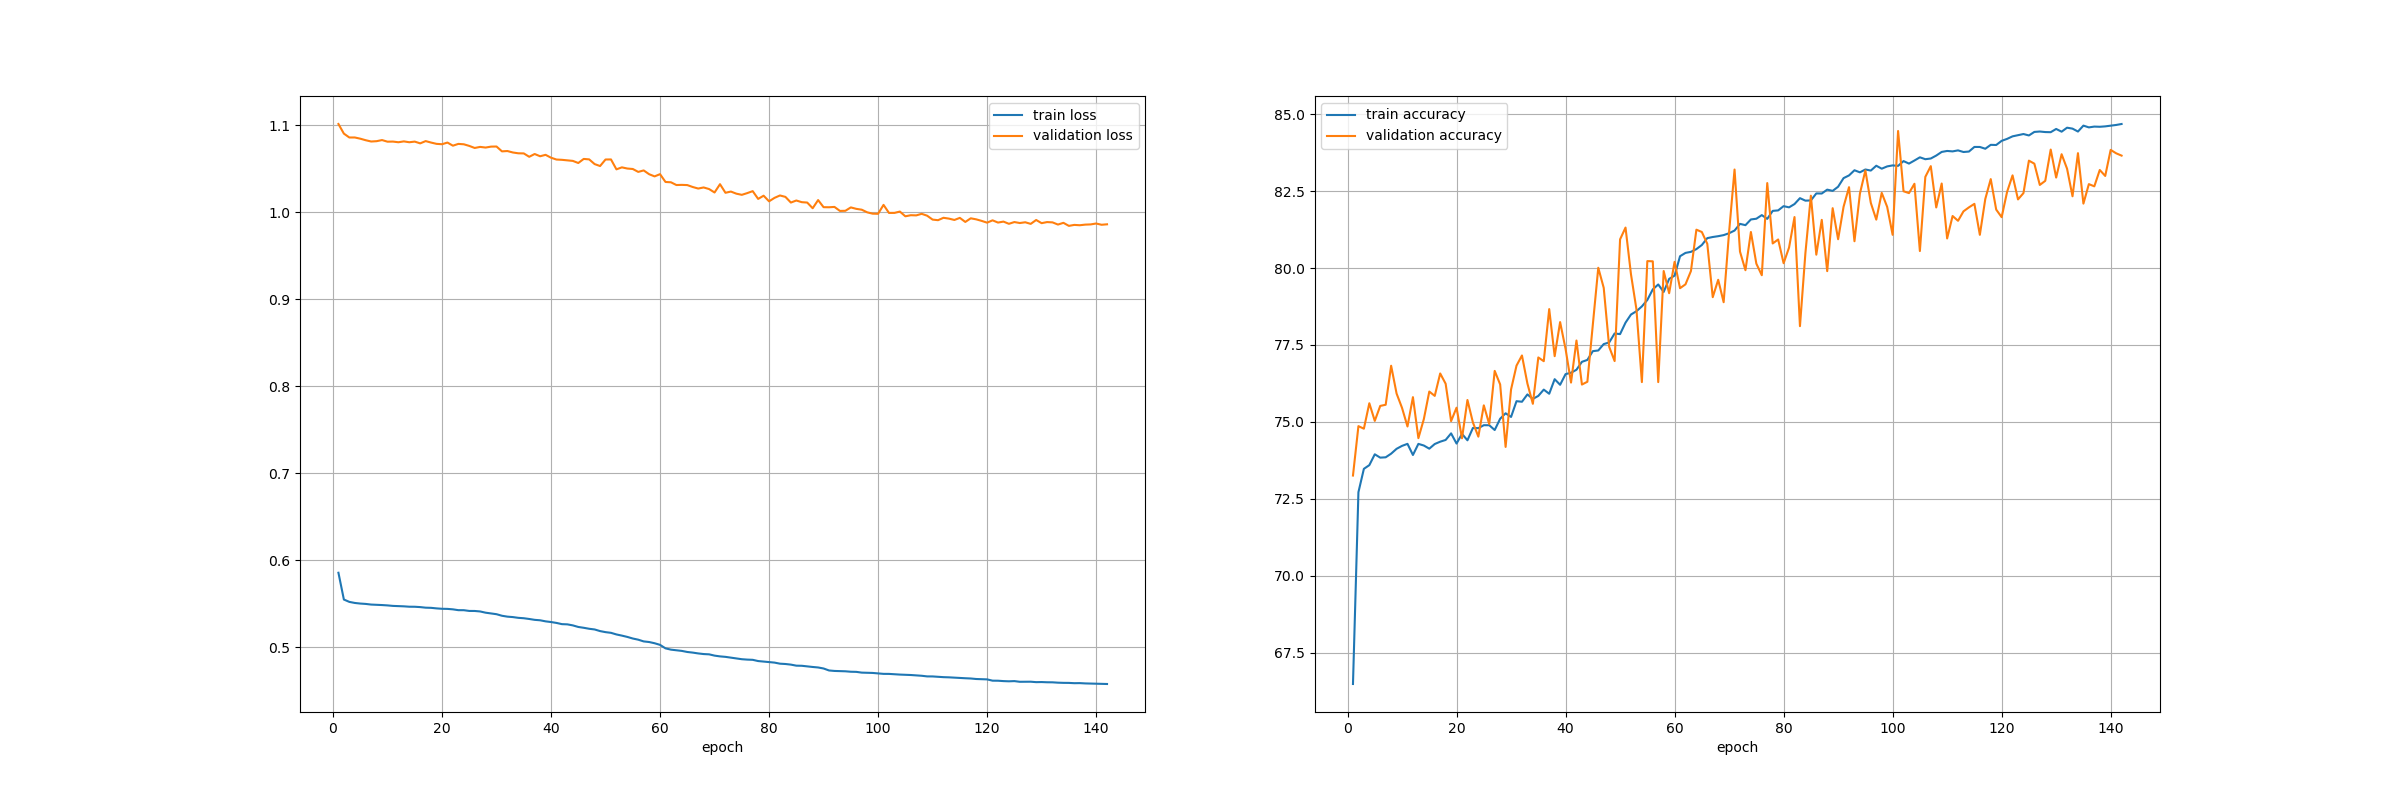 train loss
validation loss
1.1
1.0
0.9
0.8
0.7
0.6
0.5
0 20 40 60 80 100 120 140
epoch
train accuracy
validation accuracy
85.0
82.5
80.0
77.5
75.0
72.5
70.0
67.5
0 20 40 60 80 100 120 140
epoch